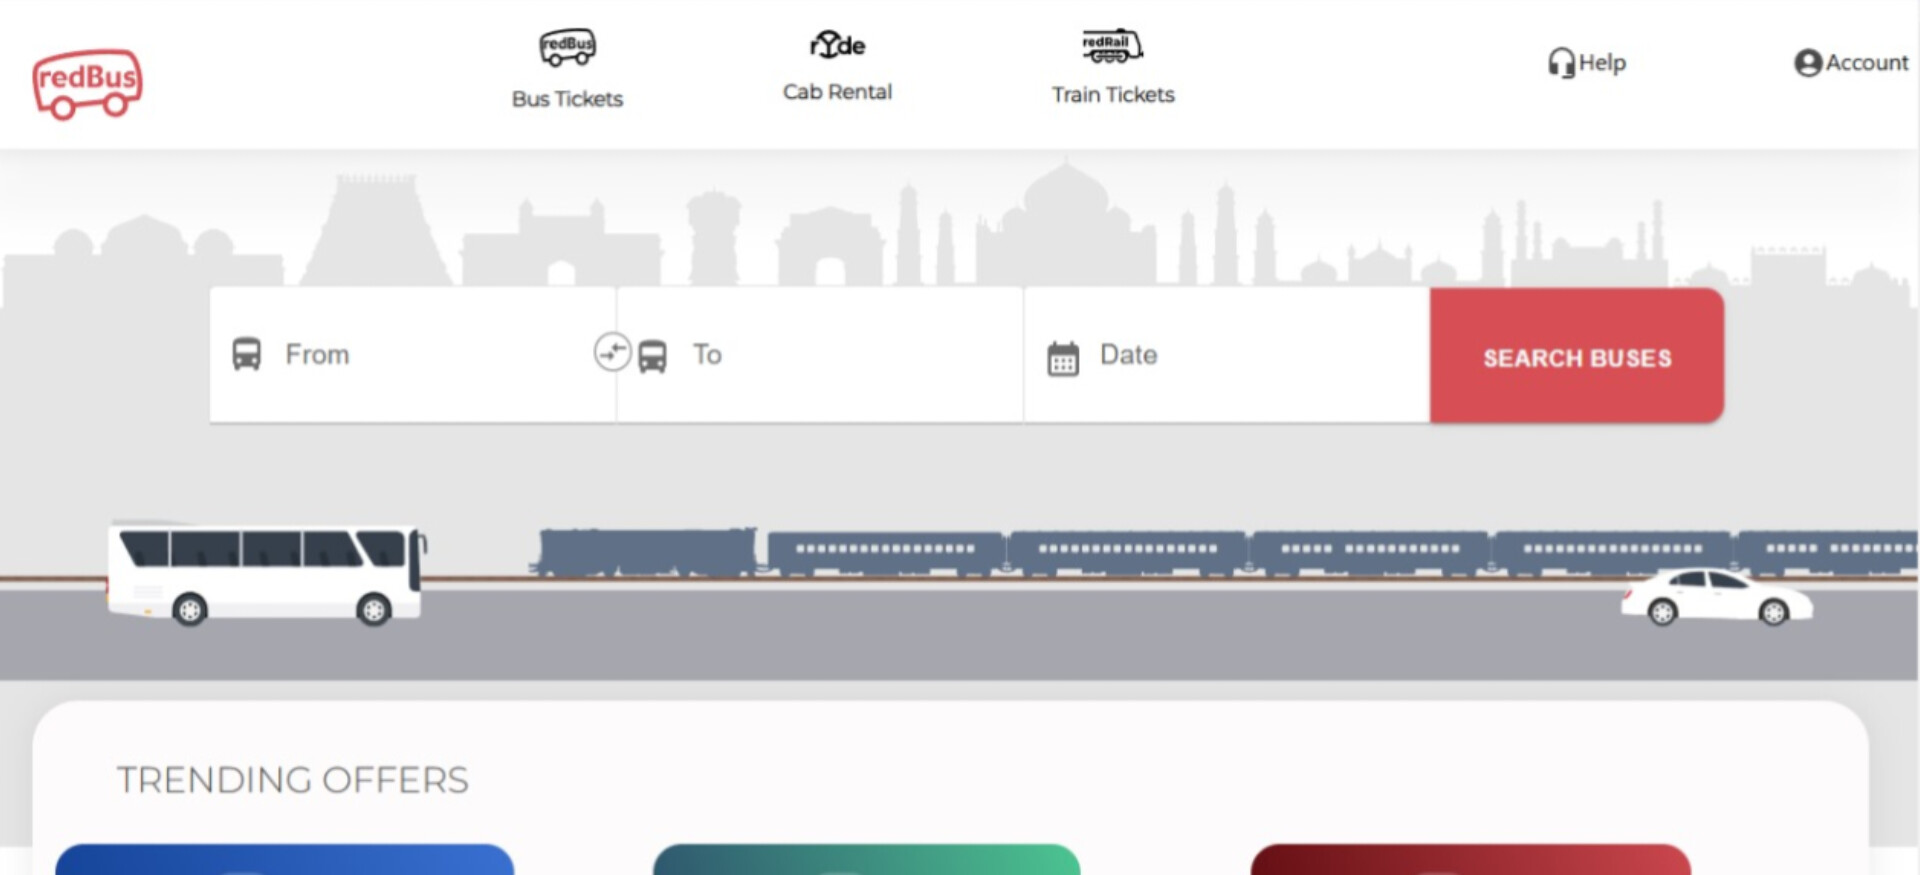 redBus
redBus
Bus Tickets
rYde
Cab Rental
redRail
Train Tickets
Help
Account
From
To
Date
SEARCH BUSES
TRENDING OFFERS